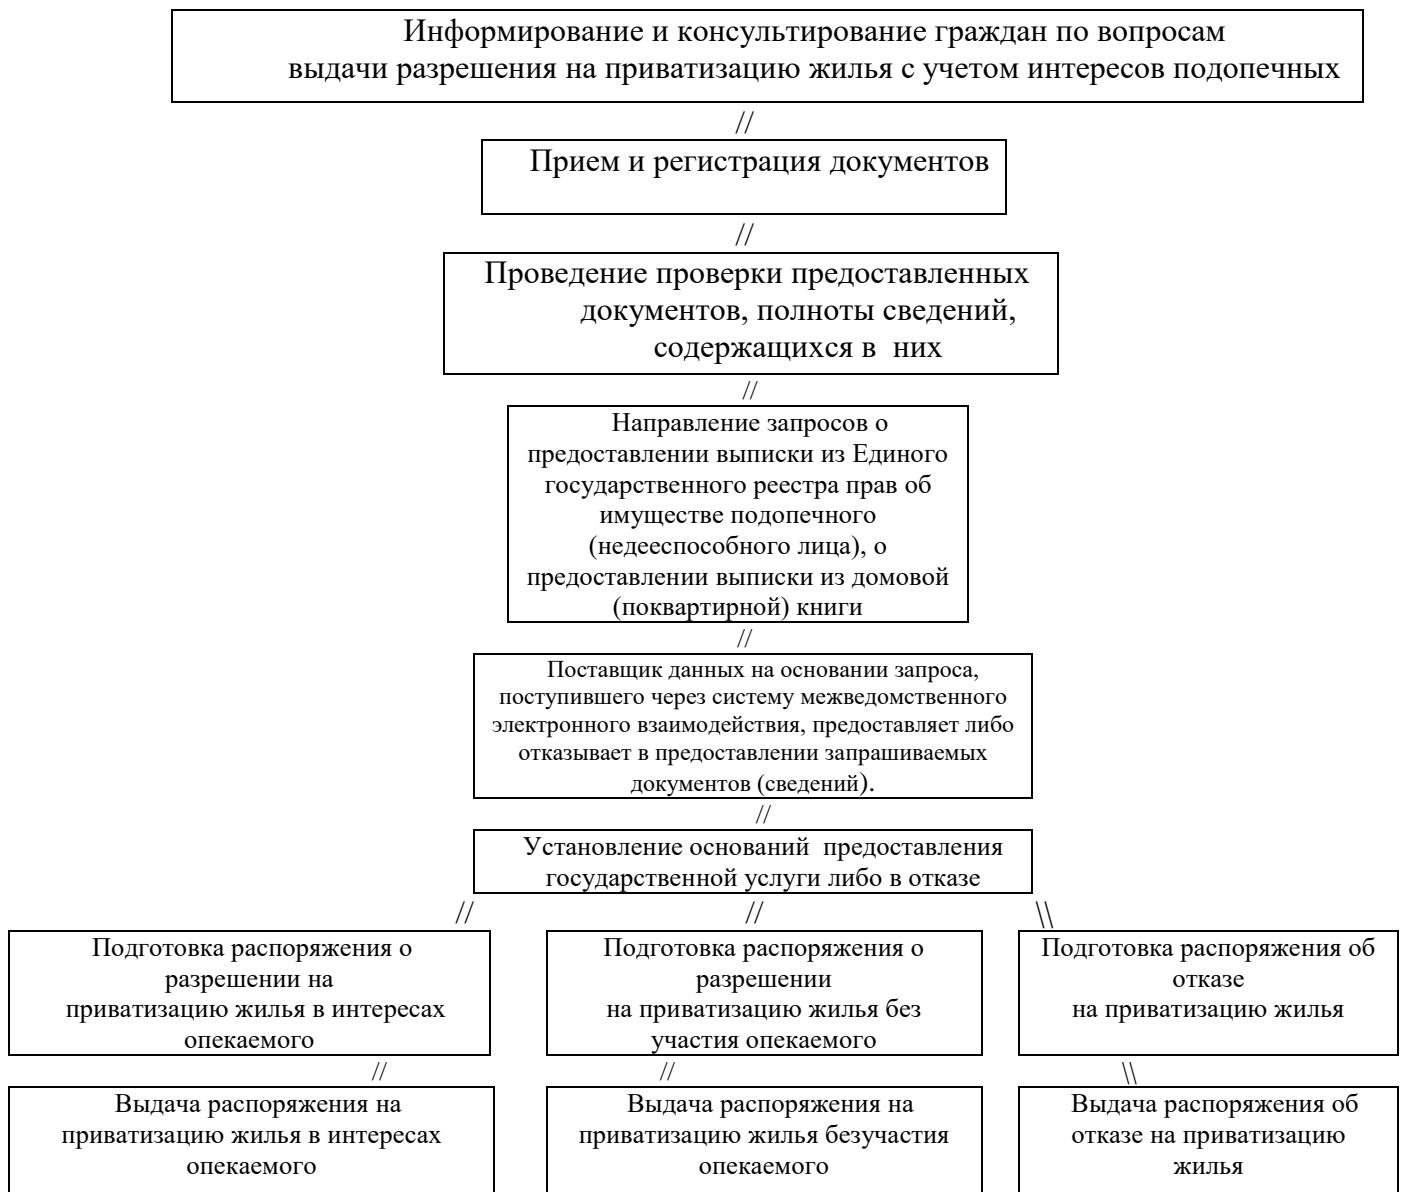 Информирование и консультирование граждан по вопросам
выдачи разрешения на приватизацию жилья с учетом интересов подопечных
//
Прием и регистрация документов
//
Проведение проверки предоставленных
документов, полноты сведений,
содержащихся в них
//
Направление запросов о
предоставлении выписки из Единого
государственного реестра прав об
имуществе подопечного
(недееспособного лица), о
предоставлении выписки из домовой
(поквартирной) книги
//
Поставщик данных на основании запроса,
поступившего через систему межведомственного
электронного взаимодействия, предоставляет либо
отказывает в предоставлении запрашиваемых
документов (сведений).
//
Установление оснований предоставления
государственной услуги либо в отказе
// // \\
Подготовка распоряжения о
разрешении на
приватизацию жилья в интересах
опекаемого
Подготовка распоряжения о
разрешении
на приватизацию жилья без
участия опекаемого
Подготовка распоряжения об
отказе
на приватизацию жилья
// // \\
Выдача распоряжения на
приватизацию жилья в интересах
опекаемого
Выдача распоряжения на
приватизацию жилья безучастия
опекаемого
Выдача распоряжения об
отказе на приватизацию
жилья